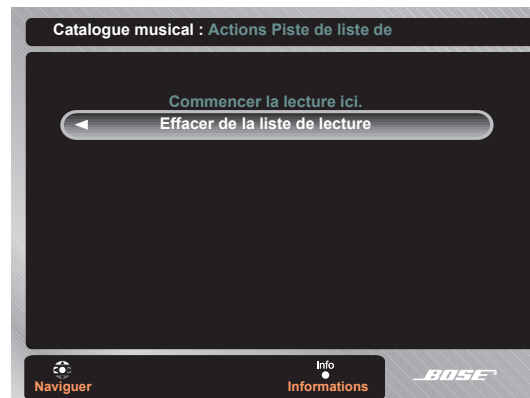 Catalogue musical : Actions Piste de liste de
Commencer la lecture ici.
Effacer de la liste de lecture
Info
Naviguer
Informations
BOSE